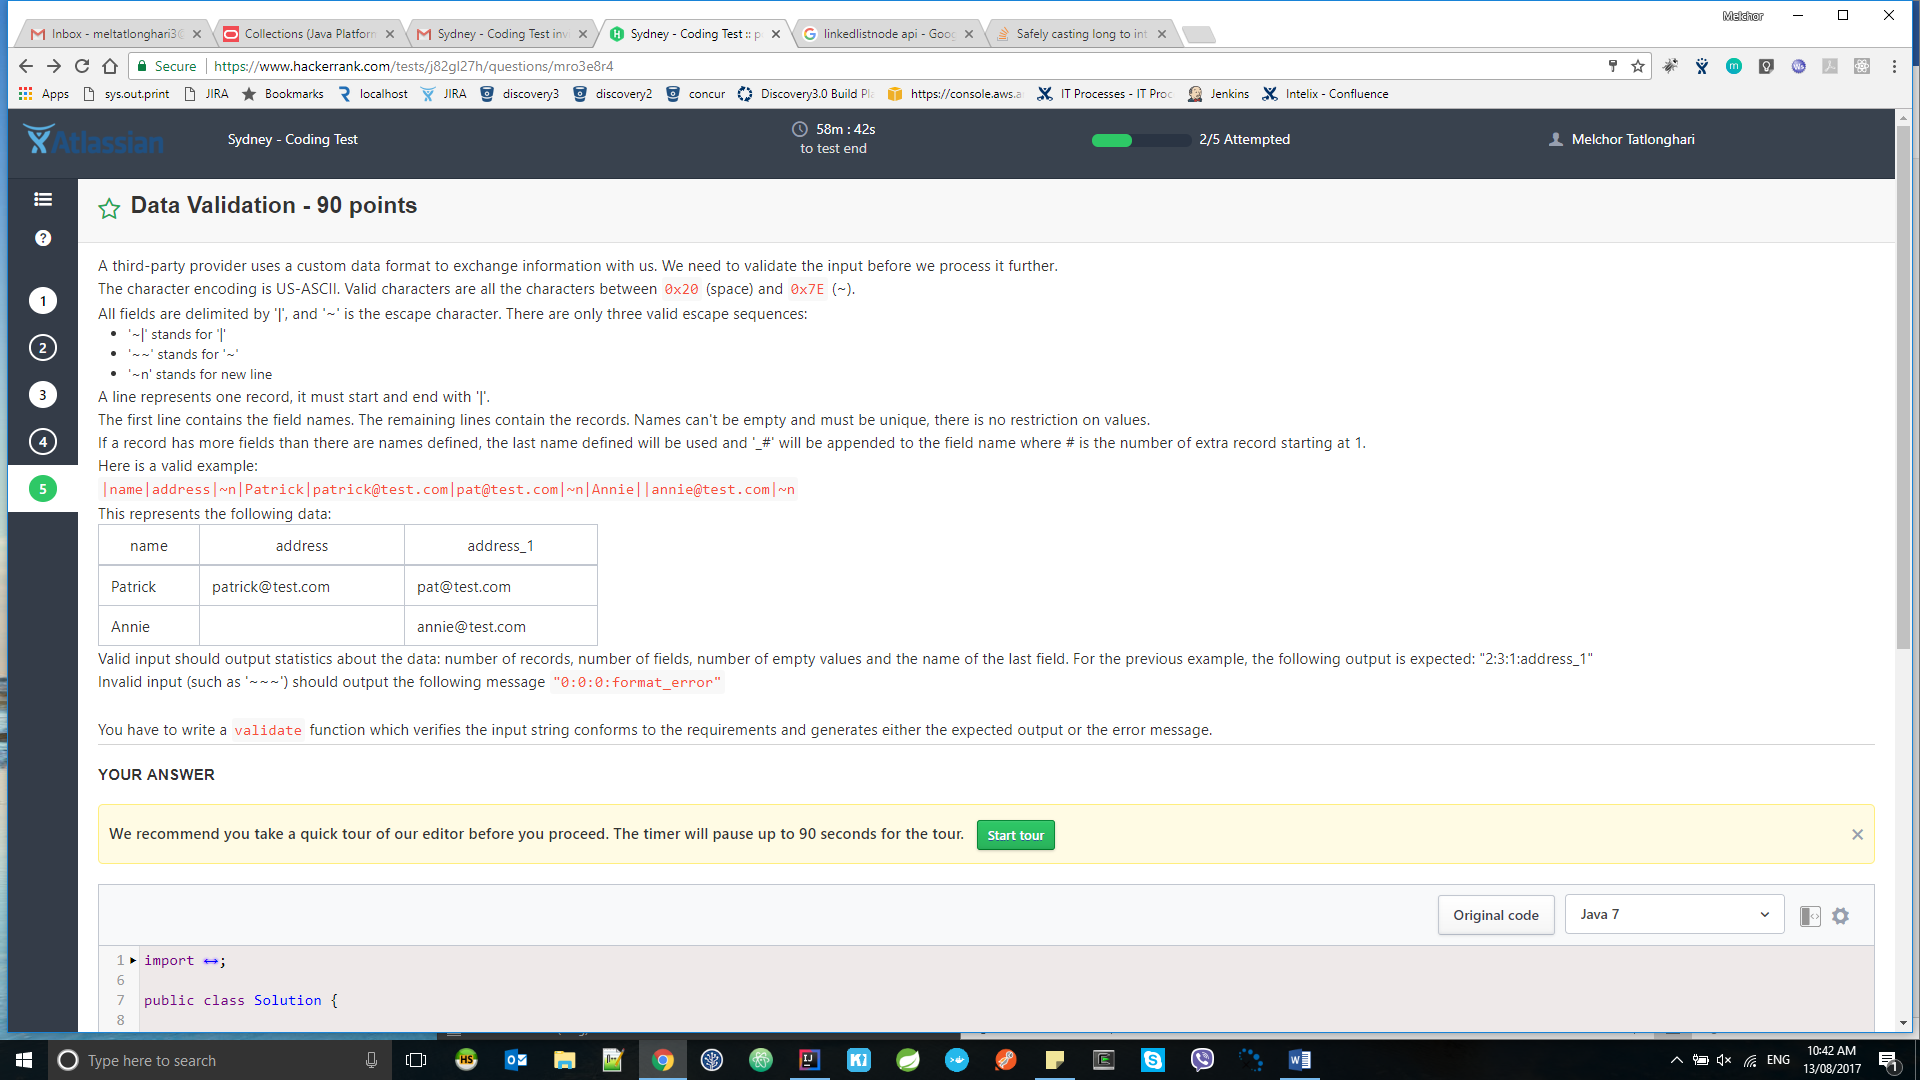 Melchor
Inbox - meltatlonghari3
Collections (Java Platform
Sydney - Coding Test inv
Sydney - Coding Test :: p
linkedlistnode api - Goog
Safely casting long to int
Secure
https://www.hackerrank.com/tests/j82gl27h/questions/mro3e8r4
Apps
sys.out.print
JIRA
Bookmarks
localhost
JIRA
discovery3
discovery2
concur
Discovery3.0 Build Pl
https://console.aws.a
IT Processes - IT Proc
Jenkins
Intelix - Confluence
Atlassian
Sydney - Coding Test
58m : 42s
to test end
2/5 Attempted
Melchor Tatlonghari
?
1
2
3
4
5
Data Validation - 90 points
A third-party provider uses a custom data format to exchange information with us. We need to validate the input before we process it further.
The character encoding is US-ASCII. Valid characters are all the characters between 0x20 (space) and 0x7E (~).
All fields are delimited by '|', and '~' is the escape character. There are only three valid escape sequences:
• '~|' stands for '|'
• '~~' stands for '~'
• '~n' stands for new line
A line represents one record, it must start and end with '|'.
The first line contains the field names. The remaining lines contain the records. Names can't be empty and must be unique, there is no restriction on values.
If a record has more fields than there are names defined, the last name defined will be used and '_#' will be appended to the field name where # is the number of extra record starting at 1.
Here is a valid example:
|name|address|~n|Patrick|patrick@test.com|pat@test.com|~n|Annie||annie@test.com|~n
This represents the following data:
name address address_1
Patrick patrick@test.com pat@test.com
Annie annie@test.com
Valid input should output statistics about the data: number of records, number of fields, number of empty values and the name of the last field. For the previous example, the following output is expected: "2:3:1:address_1"
Invalid input (such as '~~~') should output the following message "0:0:0:format_error"
You have to write a validate function which verifies the input string conforms to the requirements and generates either the expected output or the error message.
YOUR ANSWER
We recommend you take a quick tour of our editor before you proceed. The timer will pause up to 90 seconds for the tour.
Start tour
Original code
Java 7
1 import ↔;
6
7 public class Solution {
8
Type here to search
ENG
10:42 AM
13/08/2017
1